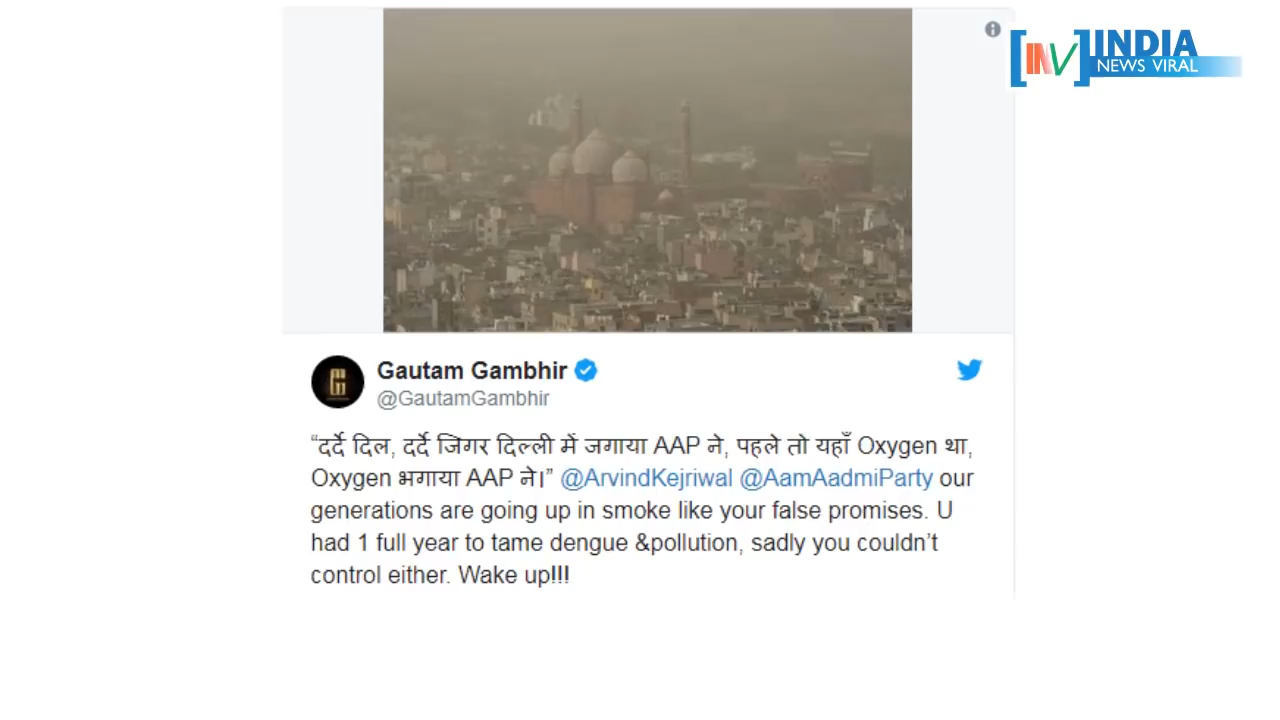 INV INDIA
NEWS VIRAL
Gautam Gambhir
@GautamGambhir
“दर्दे दिल, दर्दे जिगर दिल्ली में जगाया AAP ने, पहले तो यहाँ Oxygen था,
Oxygen भगाया AAP ने।” @ArvindKejriwal @AamAadmiParty our
generations are going up in smoke like your false promises. U
had 1 full year to tame dengue &pollution, sadly you couldn’t
control either. Wake up!!!